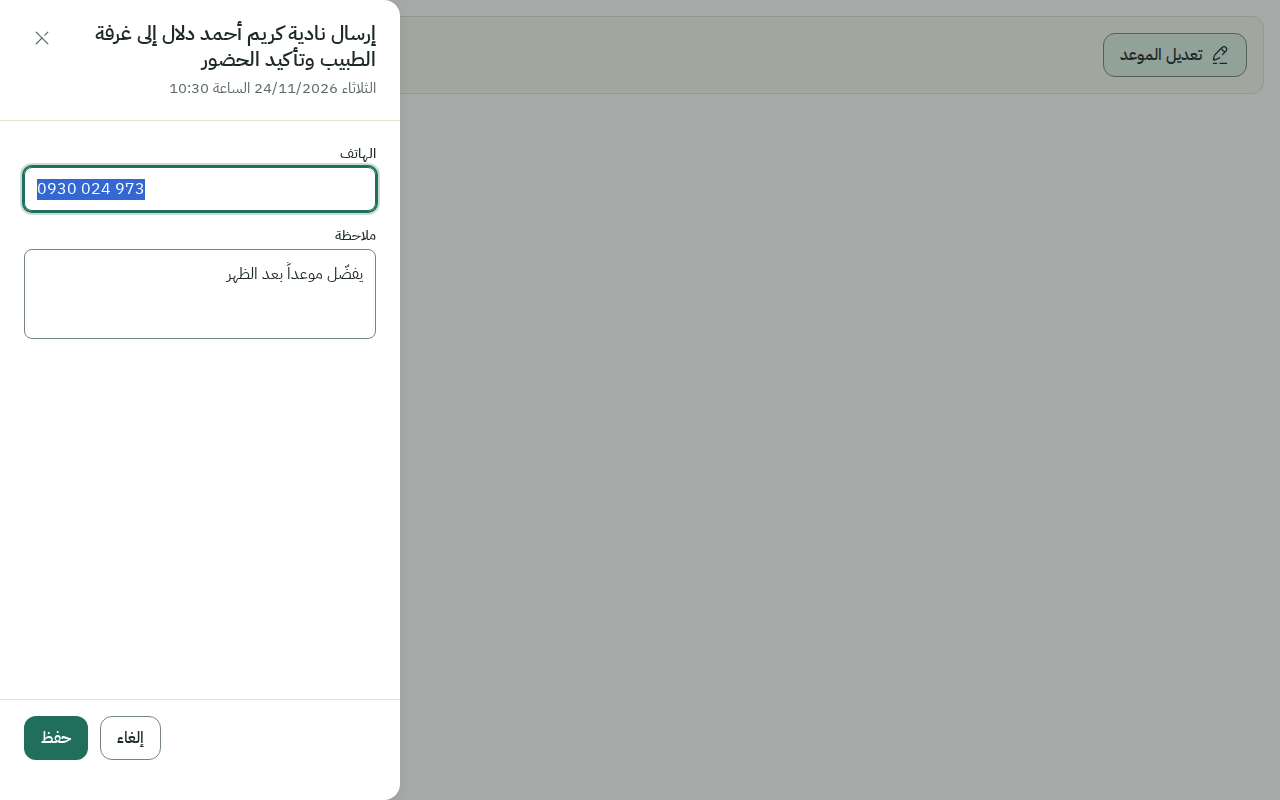 تعديل الموعد
إرسال نادية كريم أحمد دلال إلى غرفة
الطبيب وتأكيد الحضور
الثلاثاء 24/11/2026 الساعة 10:30
الهاتف
0930 024 973
ملاحظة
يفضّل موعداً بعد الظهر
إلغاء
حفظ